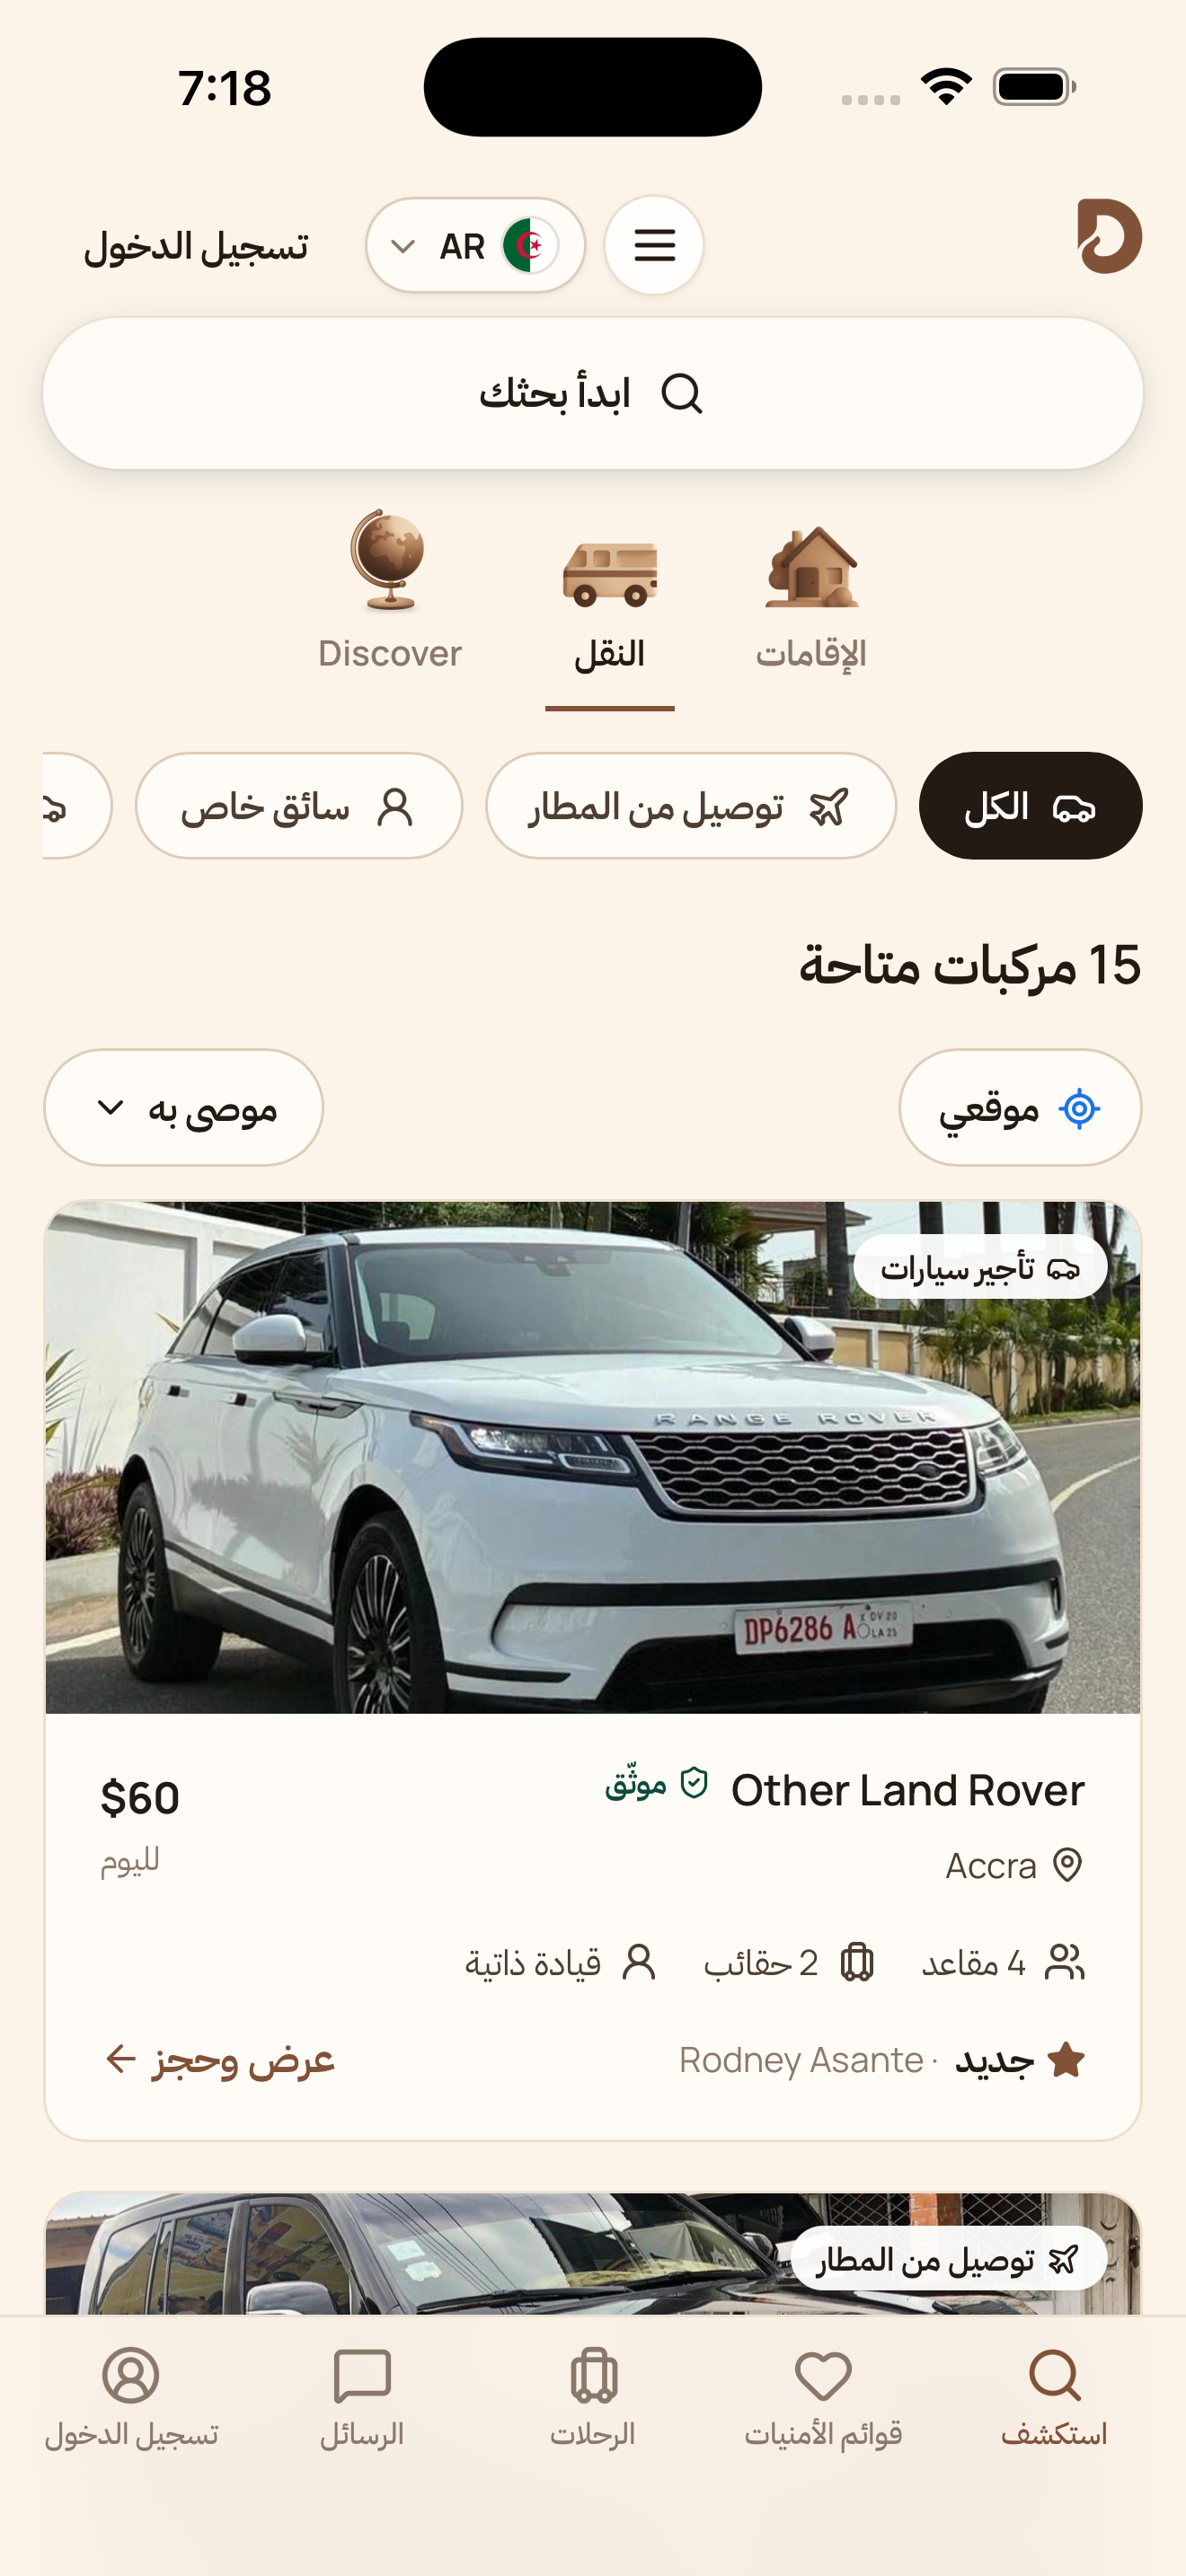 7:18
AR
تسجيل الدخول
ابدأ بحثك
الإقامات
النقل
Discover
الكل
توصيل من المطار
سائق خاص
15 مركبات متاحة
موقعي
موصى به
تأجير سيارات
RANGE ROVER
DP6286 A
Other Land Rover
موثّق
$60
Accra
لليوم
4 مقاعد
2 حقائب
قيادة ذاتية
جديد · Rodney Asante
عرض وحجز
توصيل من المطار
استكشف
قوائم الأمنيات
الرحلات
الرسائل
تسجيل الدخول